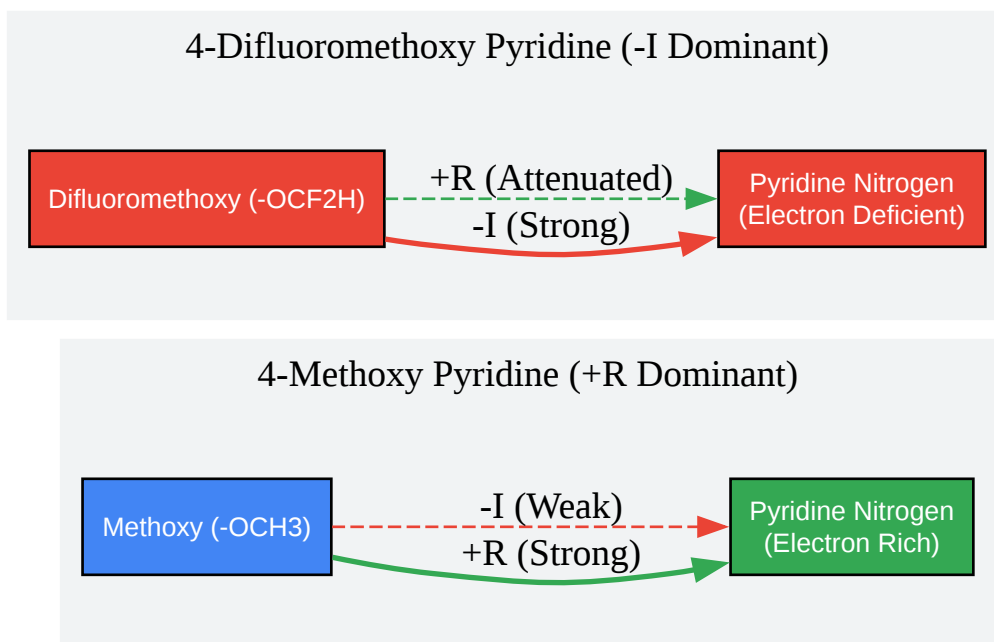 4-Difluoromethoxy Pyridine (-I Dominant)
Difluoromethoxy (-OCF2H)
+R (Attenuated)
-I (Strong)
Pyridine Nitrogen
(Electron Deficient)
4-Methoxy Pyridine (+R Dominant)
Methoxy (-OCH3)
-I (Weak)
+R (Strong)
Pyridine Nitrogen
(Electron Rich)